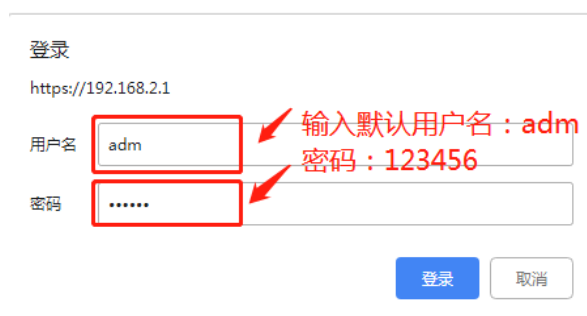 登录
https://192.168.2.1
用户名
adm
输入默认用户名：adm
密码：123456
密码
••••••
登录
取消